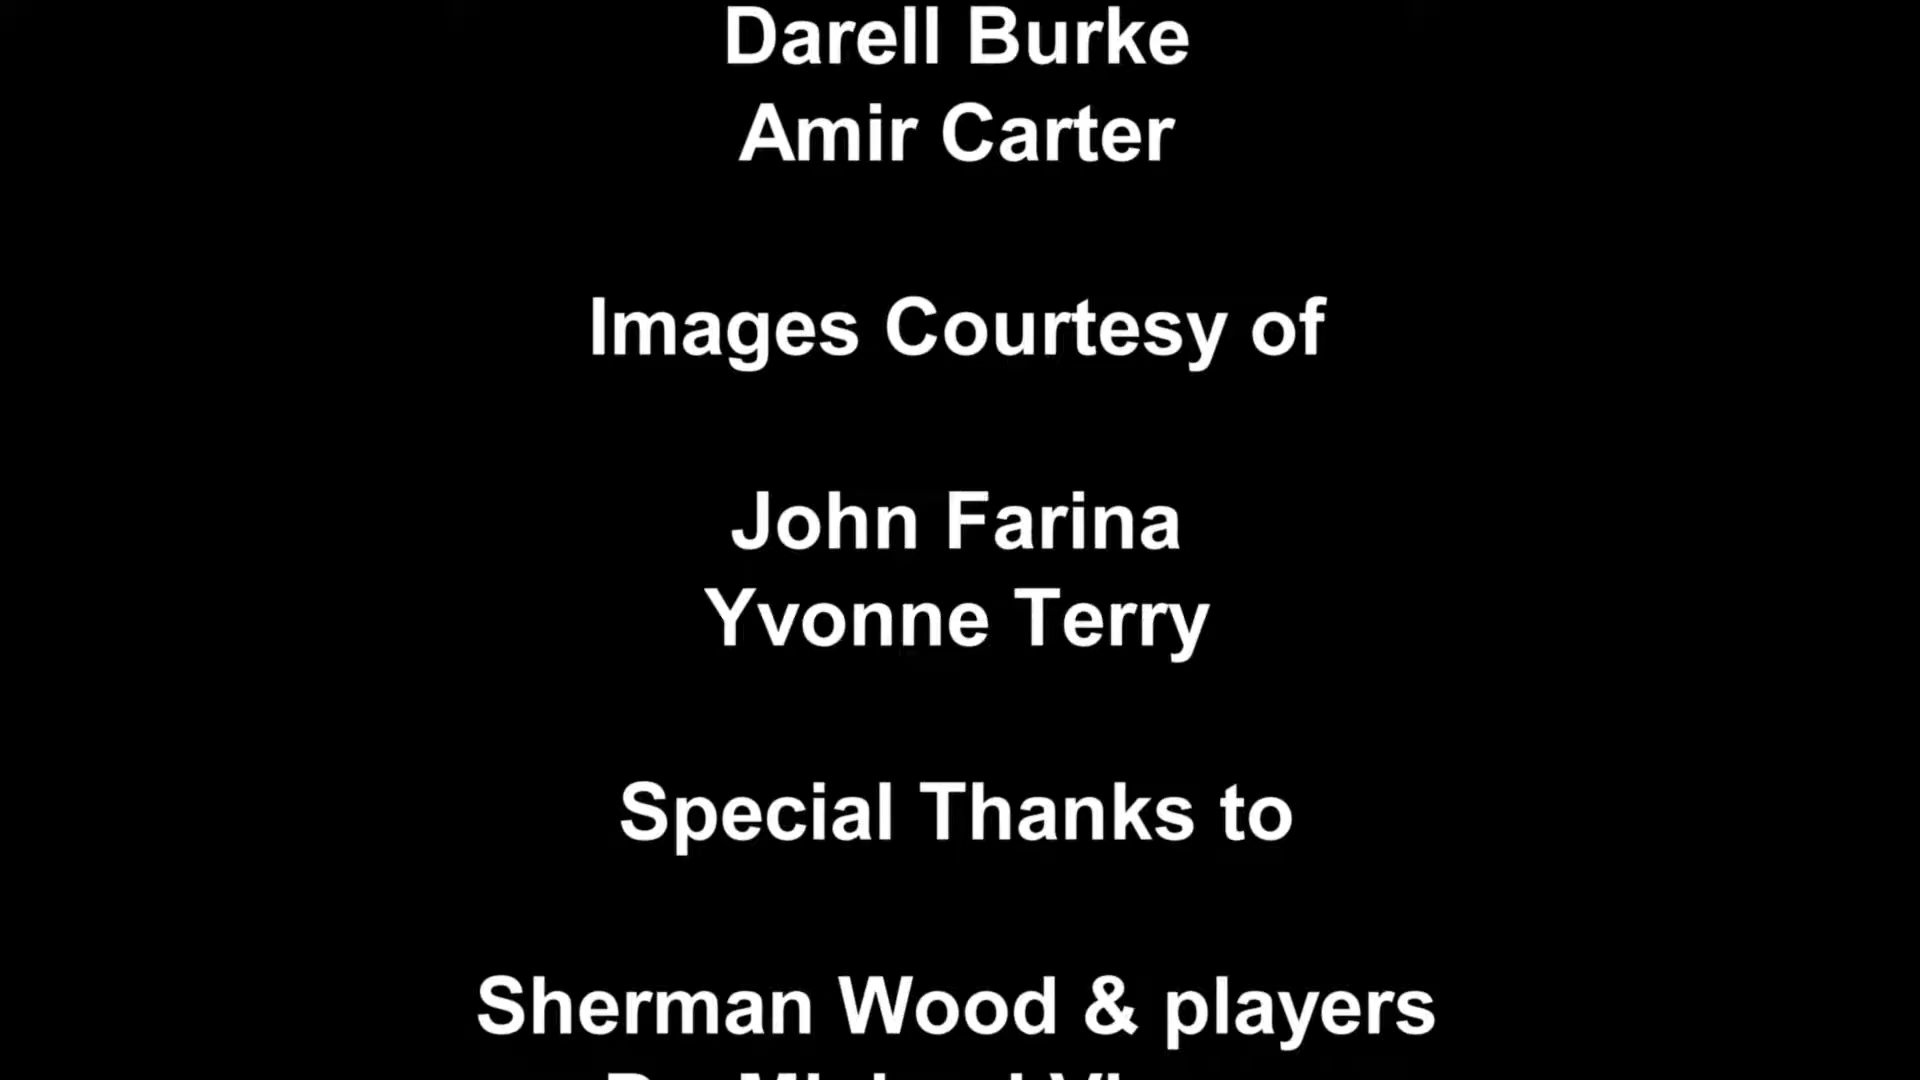 Darell Burke
Amir Carter
Images Courtesy of
John Farina
Yvonne Terry
Special Thanks to
Sherman Wood & players